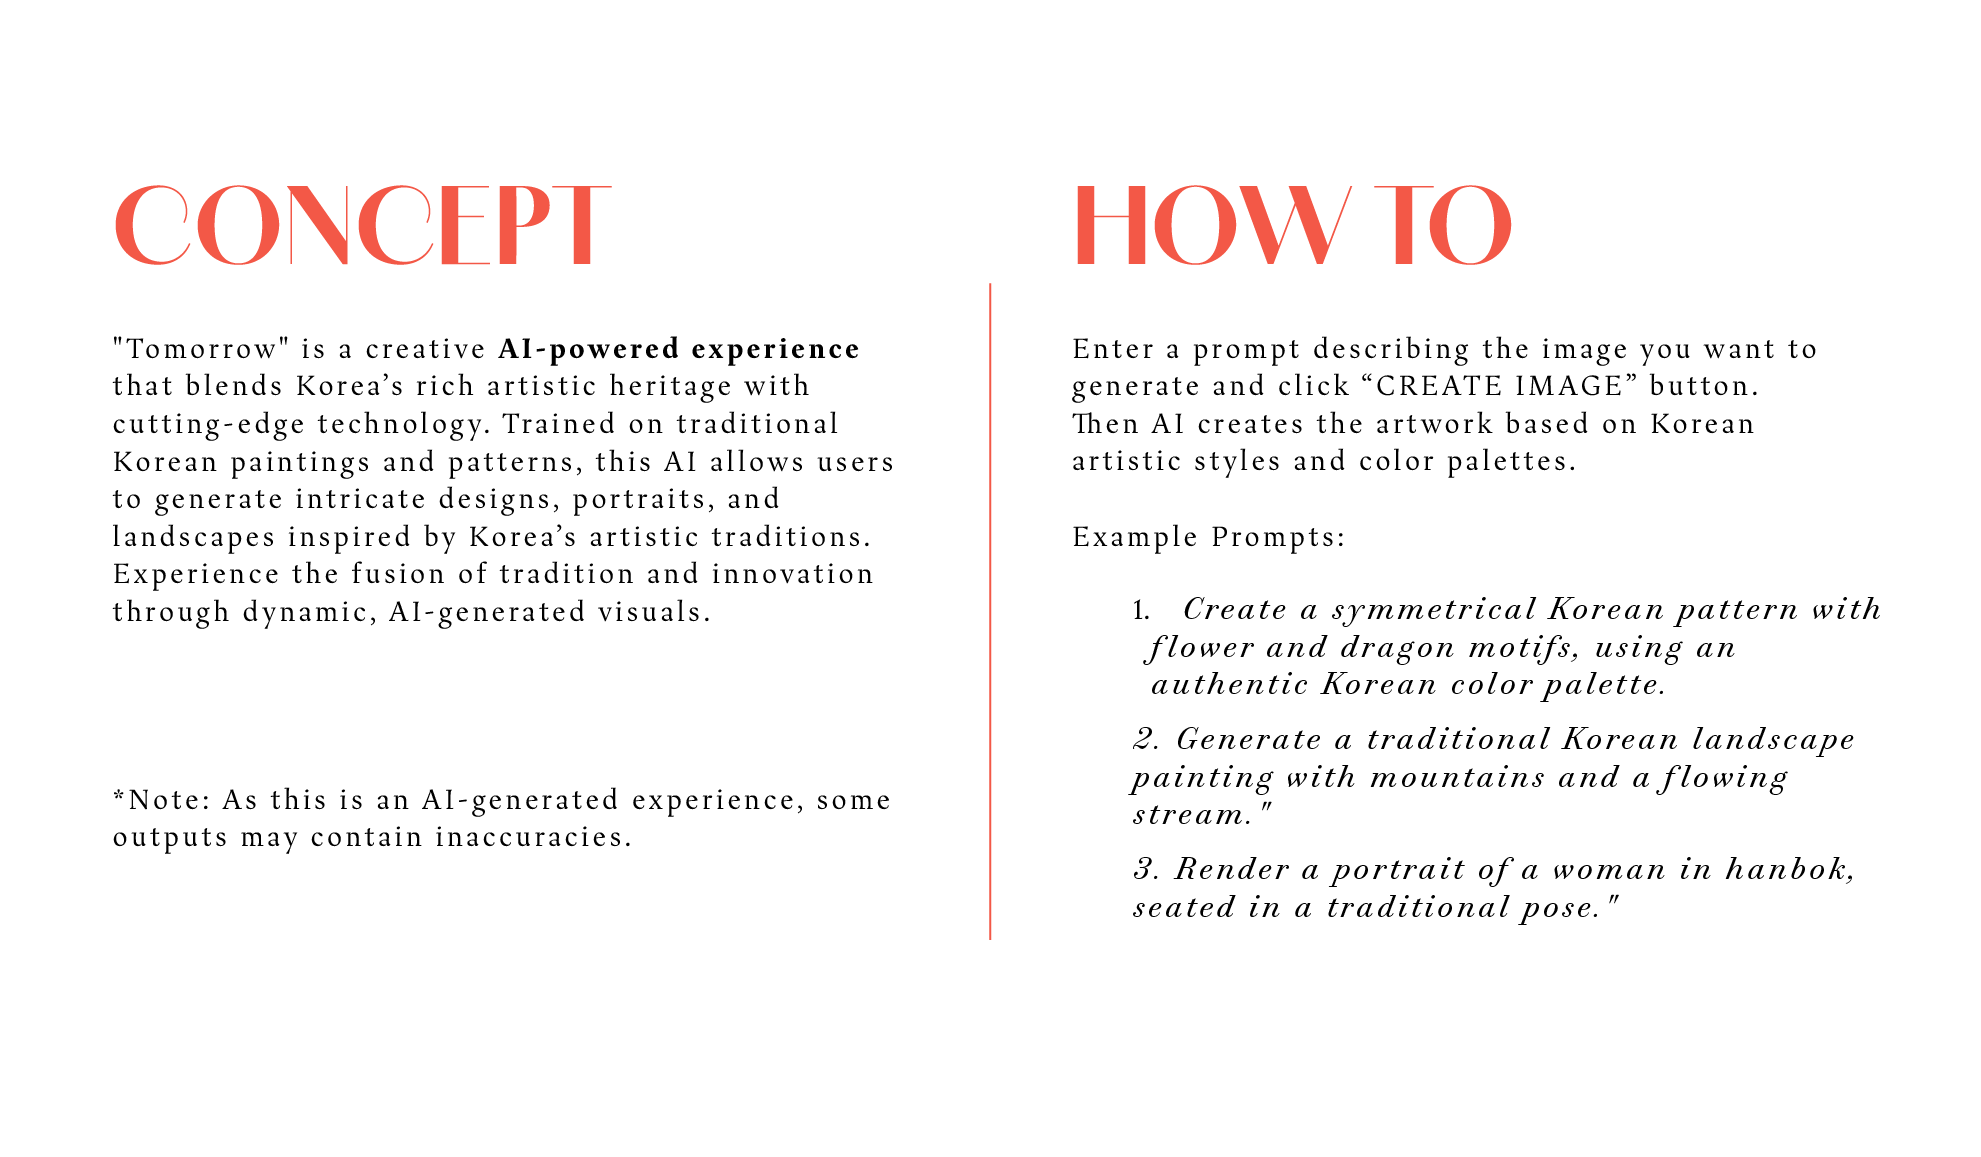 CONCEPT
"Tomorrow" is a creative AI-powered experience
that blends Korea’s rich artistic heritage with
cutting-edge technology. Trained on traditional
Korean paintings and patterns, this AI allows users
to generate intricate designs, portraits, and
landscapes inspired by Korea’s artistic traditions.
Experience the fusion of tradition and innovation
through dynamic, AI-generated visuals.
*Note: As this is an AI-generated experience, some
outputs may contain inaccuracies.
HOW TO
Enter a prompt describing the image you want to
generate and click “CREATE IMAGE” button.
Then AI creates the artwork based on Korean
artistic styles and color palettes.
Example Prompts:
1. Create a symmetrical Korean pattern with
flower and dragon motifs, using an
authentic Korean color palette.
2. Generate a traditional Korean landscape
painting with mountains and a flowing
stream."
3. Render a portrait of a woman in hanbok,
seated in a traditional pose."